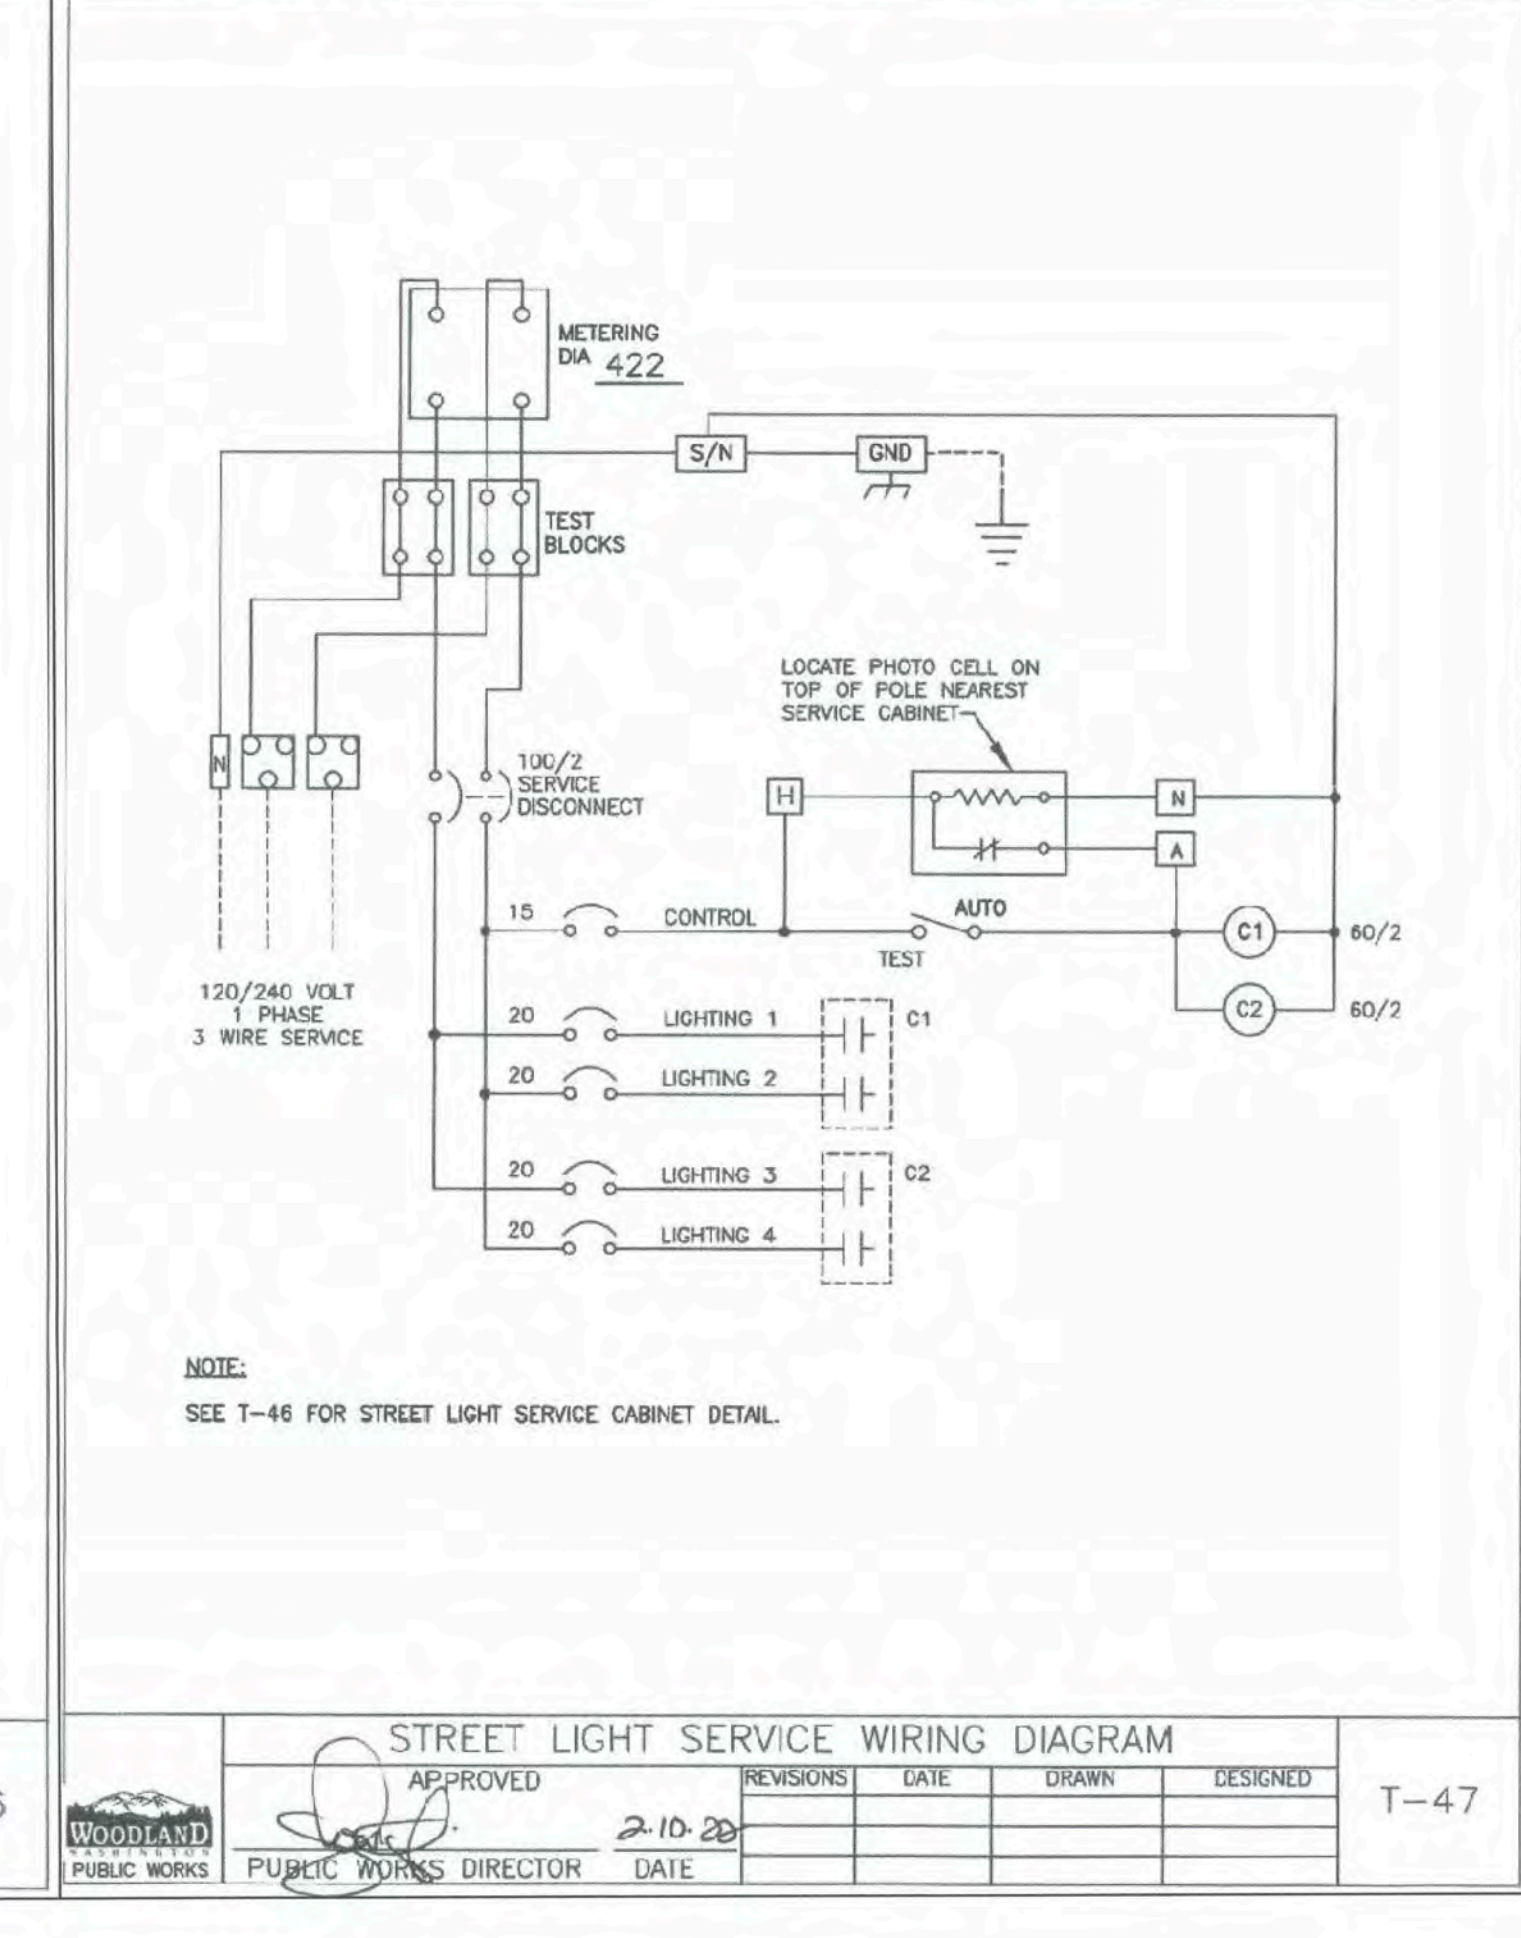 METERING
DIA 422
S/N
GND
TEST
BLOCKS
LOCATE PHOTO CELL ON
TOP OF POLE NEAREST
SERVICE CABINET
N
100/2
SERVICE
DISCONNECT
H
N
A
15
CONTROL
AUTO
TEST
C1
60/2
120/240 VOLT
1 PHASE
3 WIRE SERVICE
C2
60/2
20
LIGHTING 1
C1
20
LIGHTING 2
20
LIGHTING 3
C2
20
LIGHTING 4
NOTE:
SEE T-46 FOR STREET LIGHT SERVICE CABINET DETAIL.
STREET LIGHT SERVICE WIRING DIAGRAM
APPROVED
2.10.20
PUBLIC WORKS DIRECTOR
DATE
REVISIONS
DATE
DRAWN
DESIGNED
T-47
WOODLAND
WASHINGTON
PUBLIC WORKS